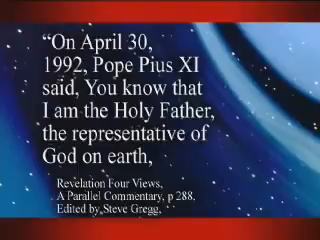 “On April 30,
1992, Pope Pius XI
said, You know that
I am the Holy Father,
the representative of
God on earth,
Revelation Four Views,
A Parallel Commentary, p 288,
Edited by Steve Gregg,